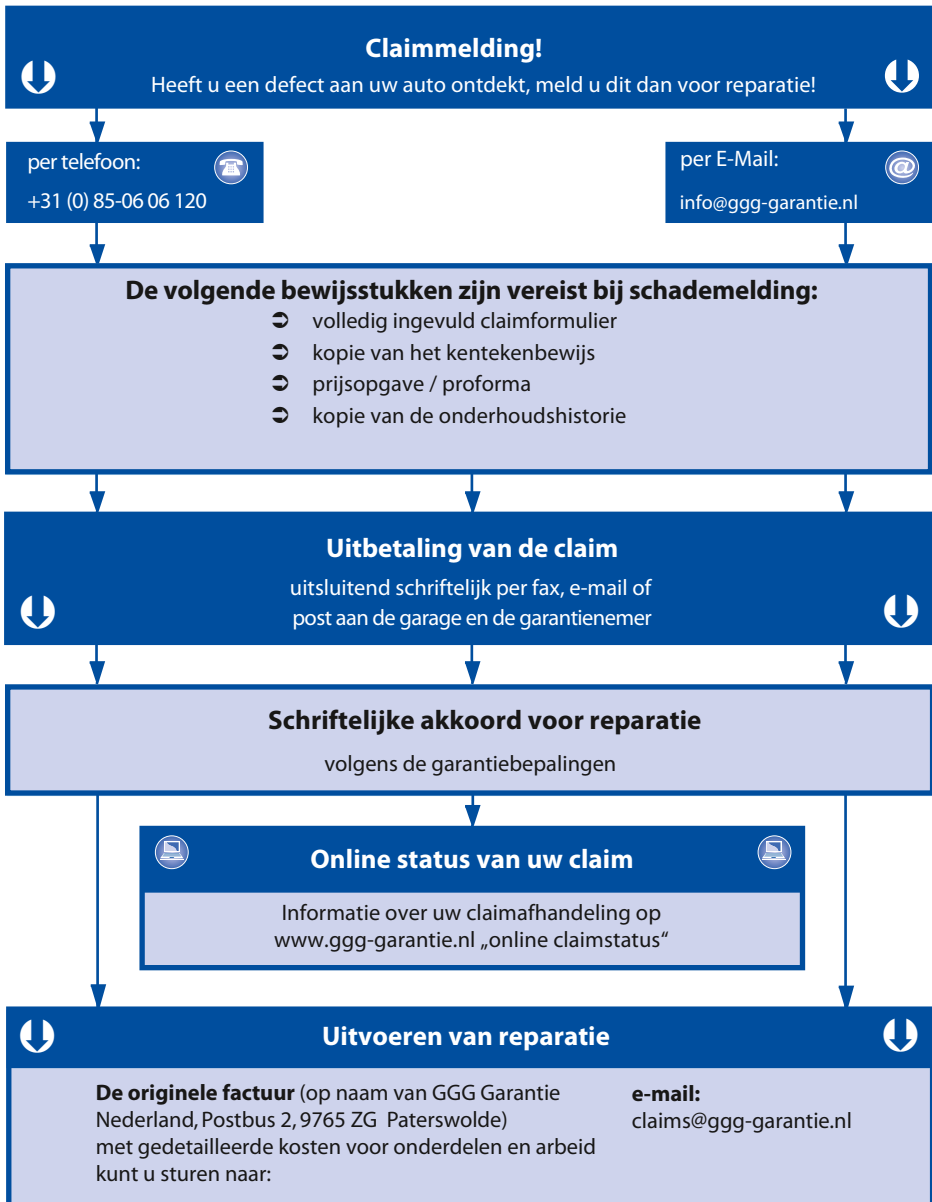 Claimmelding!
Heeft u een defect aan uw auto ontdekt, meld u dit dan voor reparatie!
per telefoon:
+31 (0) 85-06 06 120
per E-Mail:
@
info@ggg-garantie.nl
De volgende bewijsstukken zijn vereist bij schademelding:
➲ volledig ingevuld claimformulier
➲ kopie van het kentekenbewijs
➲ prijsopgave / proforma
➲ kopie van de onderhoudshistorie
Uitbetaling van de claim
uitsluitend schriftelijk per fax, e-mail of
post aan de garage en de garantienemer
Schriftelijke akkoord voor reparatie
volgens de garantiebepalingen
Online status van uw claim
Informatie over uw claimafhandeling op
www.ggg-garantie.nl „online claimstatus“
Uitvoeren van reparatie
De originele factuur (op naam van GGG Garantie
Nederland, Postbus 2, 9765 ZG Paterswolde)
met gedetailleerde kosten voor onderdelen en arbeid
kunt u sturen naar:
e-mail:
claims@ggg-garantie.nl